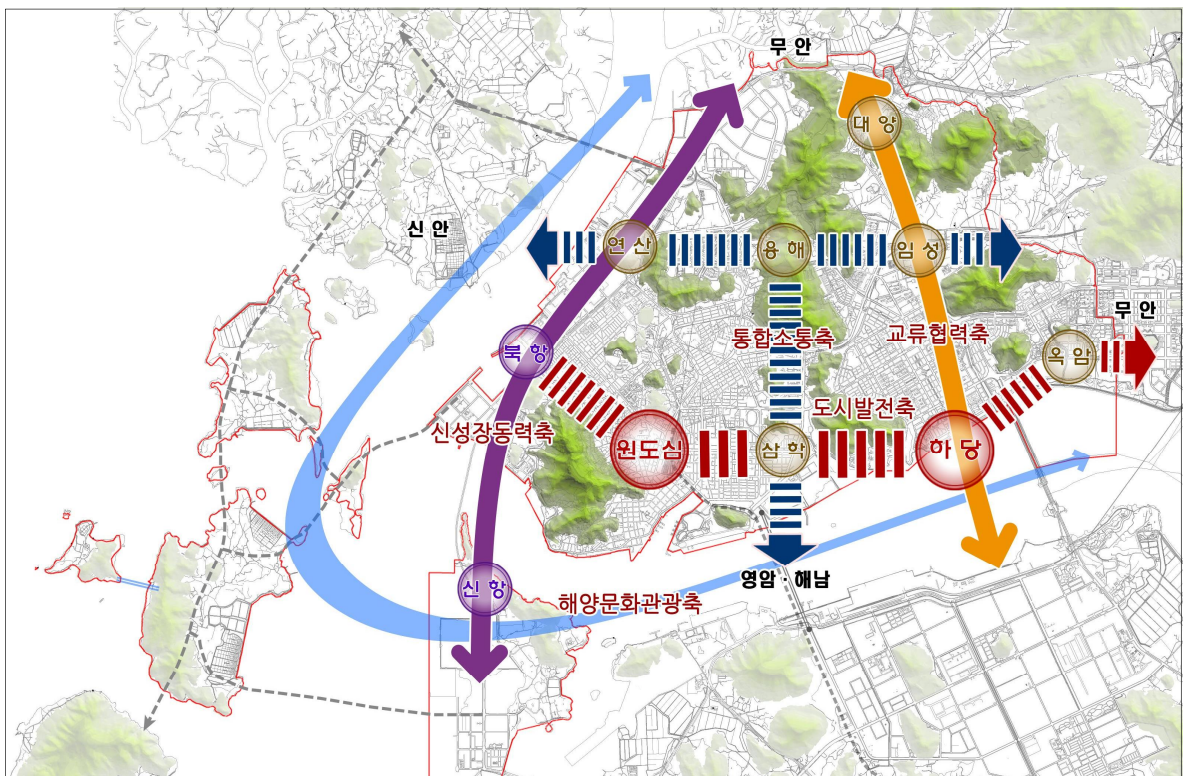 무 안
대 양
신 안
연 산
용 해
임 성
무 안
통합소통축
교류협력축
북 항
옥 암
도시발전축
신성장동력축
원도심
삼 학
하 당
영암 · 해남
신 항
해양문화관광축